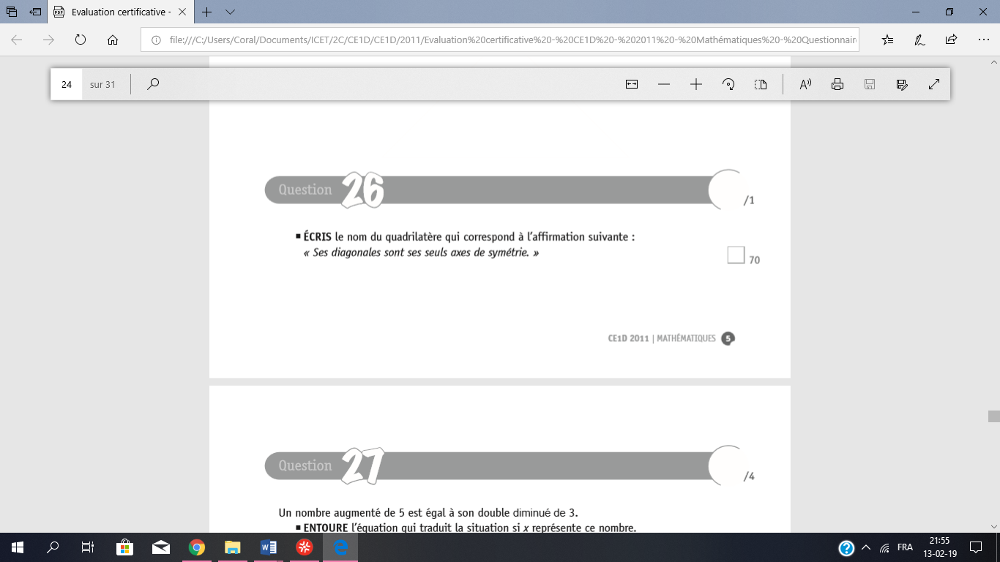 Evaluation certificative -
file:///C:/Users/Coral/Documents/ICET/2C/CE1D/CE1D/2011/Evaluation%20certificative%20-%20CE1D%20-%202011%20-%20Mathématiques%20-%20Questionnair
24 sur 31
Question 26
/1
■ ÉCRIS le nom du quadrilatère qui correspond à l'affirmation suivante :
« Ses diagonales sont ses seuls axes de symétrie. »
70
CE1D 2011 | MATHÉMATIQUES 5
Question 27
/4
Un nombre augmenté de 5 est égal à son double diminué de 3.
■ ENTOURE l'équation qui traduit la situation si x représente ce nombre.
FRA
21:55
13-02-19